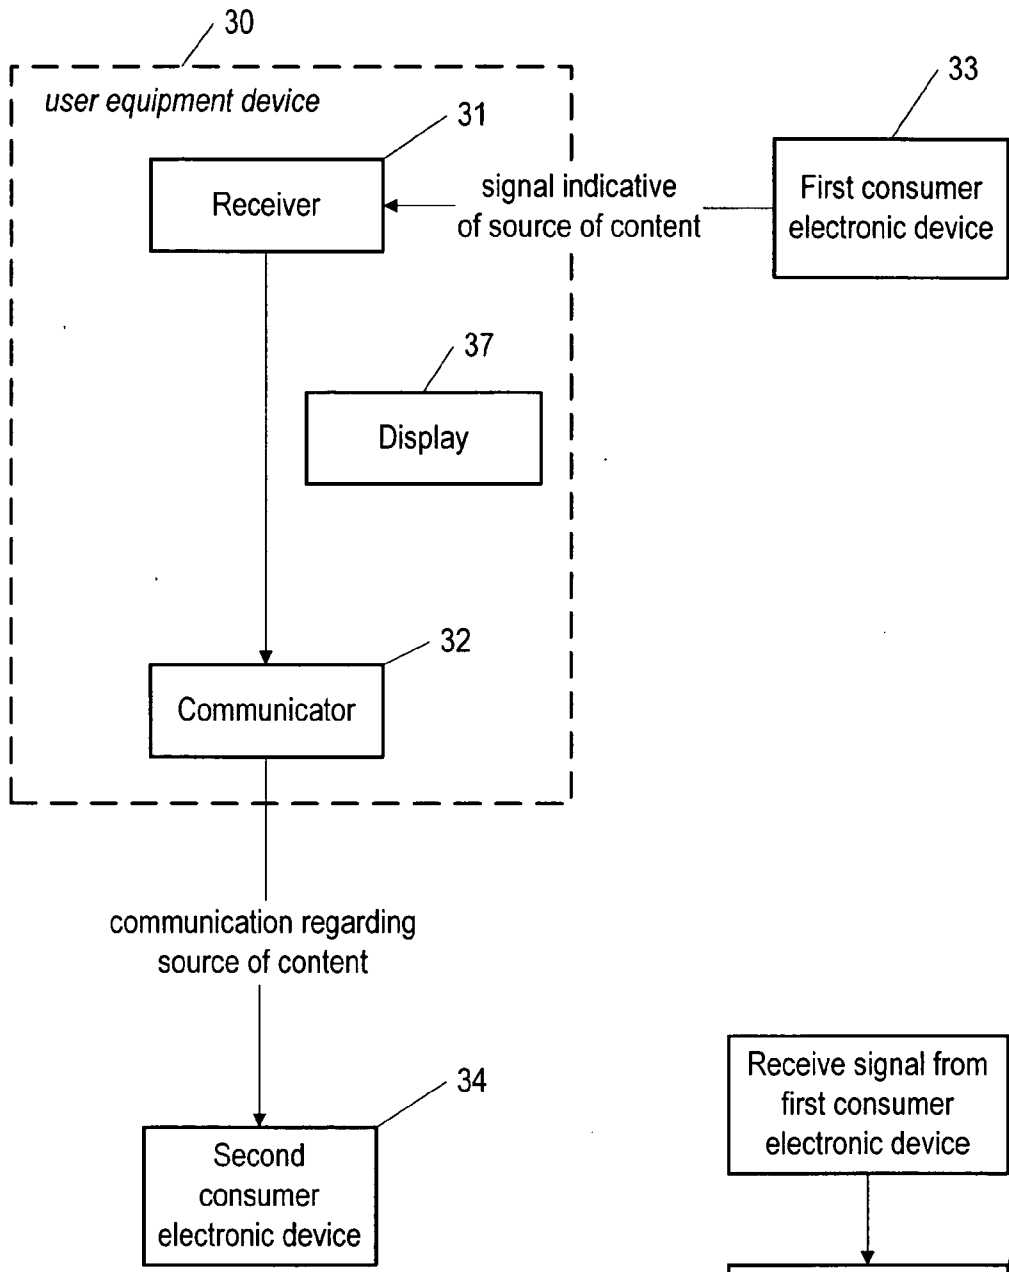 30
user equipment device
31
33
Receiver
signal indicative
of source of content
First consumer
electronic device
37
Display
32
Communicator
communication regarding
source of content
34
Second
consumer
electronic device
Receive signal from
first consumer
electronic device